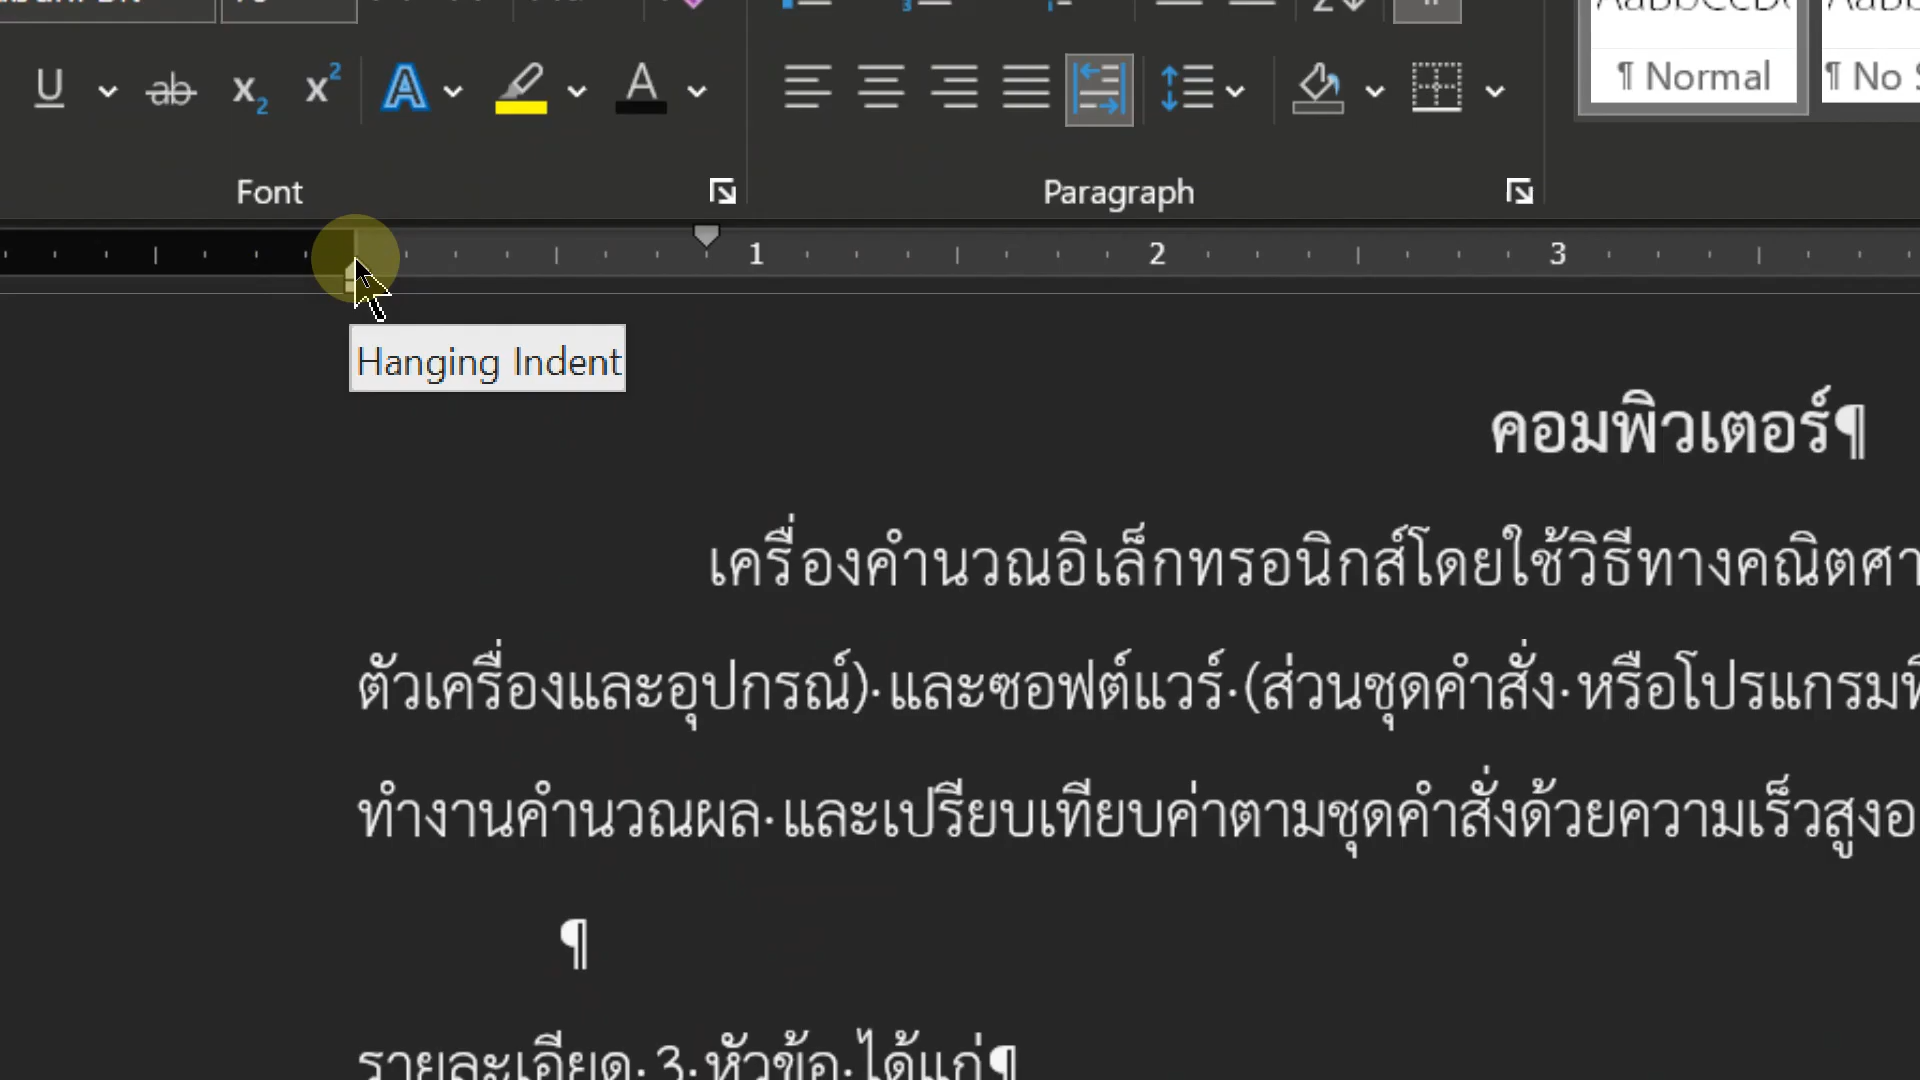 Font
Paragraph
¶ Normal
¶ No
1 2 3
Hanging Indent
คอมพิวเตอร์¶
เครื่องคำนวณอิเล็กทรอนิกส์โดยใช้วิธีทางคณิตศา
ตัวเครื่องและอุปกรณ์)·และซอฟต์แวร์·(ส่วนชุดคำสั่ง·หรือโปรแกรมที่
ทำงานคำนวณผล·และเปรียบเทียบค่าตามชุดคำสั่งด้วยความเร็วสูงอ
¶
รายละเอียด·3·หัวข้อ·ได้แก่¶